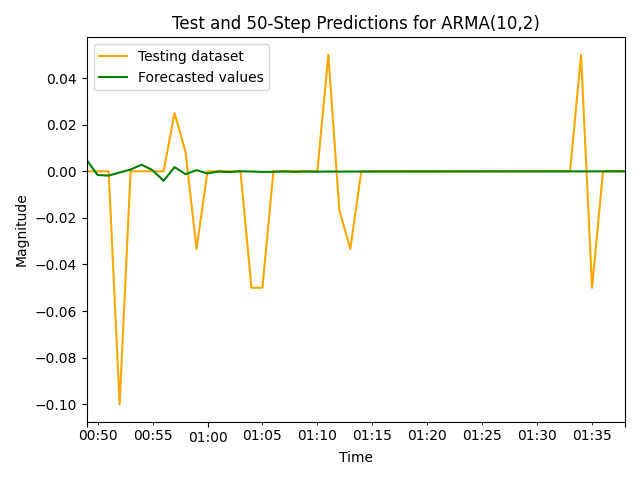 Test and 50-Step Predictions for ARMA(10,2)
Testing dataset
Forecasted values
0.04
0.02
0.00
−0.02
−0.04
−0.06
−0.08
−0.10
Magnitude
00:50 00:55 01:00 01:05 01:10 01:15 01:20 01:25 01:30 01:35
Time